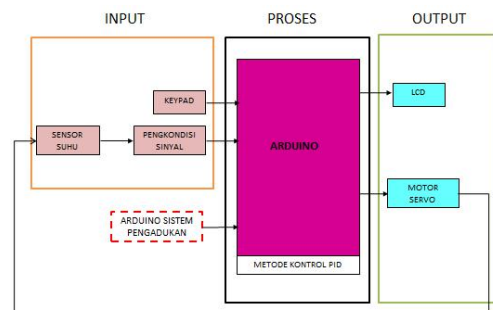 INPUT
PROSES
OUTPUT
KEYPAD
SENSOR
SUHU
PENGKONDISI
SINYAL
ARDUINO SISTEM
PENGADUKAN
ARDUINO
METODE KONTROL PID
LCD
MOTOR
SERVO